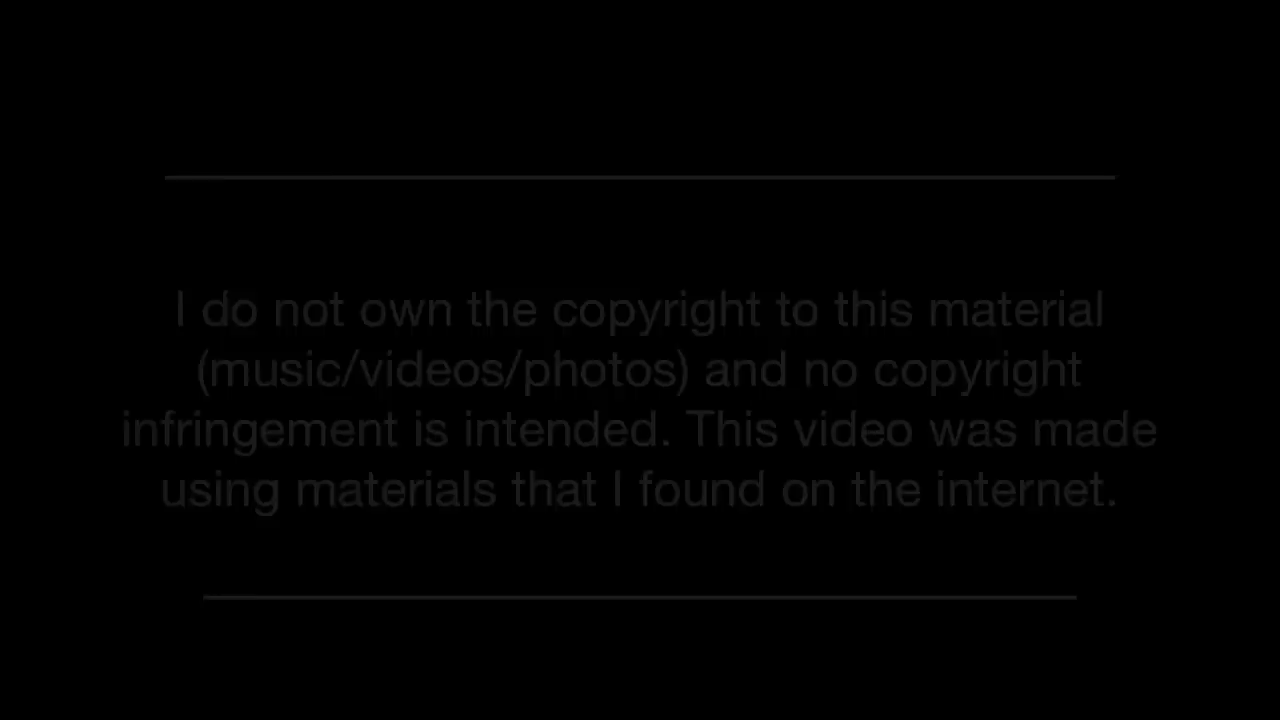 I do not own the copyright to this material
(music/videos/photos) and no copyright
infringement is intended. This video was made
using materials that I found on the internet.